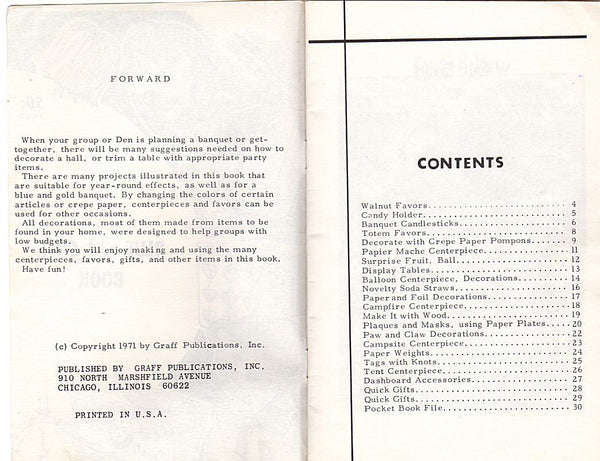 FORWARD
When your group or Den is planning a banquet or get-
together, there will be many suggestions needed on how to
decorate a hall, or trim a table with appropriate party
items.
There are many projects illustrated in this book that
are suitable for year-round effects, as well as for a
blue and gold banquet. By changing the colors of certain
articles or crepe paper, centerpieces and favors can be
used for other occasions.
All decorations, most of them made from items to be
found in your home, were designed to help groups with
low budgets.
We think you will enjoy making and using the many
centerpieces, favors, gifts, and other items in this book.
Have fun!
(c) Copyright 1971 by Graff Publications, Inc.
PUBLISHED BY GRAFF PUBLICATIONS, INC.
910 NORTH MARSHFIELD AVENUE
CHICAGO, ILLINOIS 60622
PRINTED IN U.S.A.
CONTENTS
Walnut Favors 4
Candy Holder 5
Banquet Candlesticks 6
Totem Favors 8
Decorate with Crepe Paper Pompons 9
Papier Mache Centerpiece 11
Surprise Fruit, Ball 12
Display Tables 13
Balloon Centerpiece, Decorations 14
Novelty Soda Straws 16
Paper and Foil Decorations 17
Campfire Centerpiece 18
Make It with Wood 19
Plaques and Masks, using Paper Plates 20
Paw and Claw Decorations 22
Campsite Centerpiece 23
Paper Weights 24
Tags with Knots 25
Tent Centerpiece 26
Dashboard Accessories 27
Quick Gifts 28
Quick Gifts 29
Pocket Book File 30